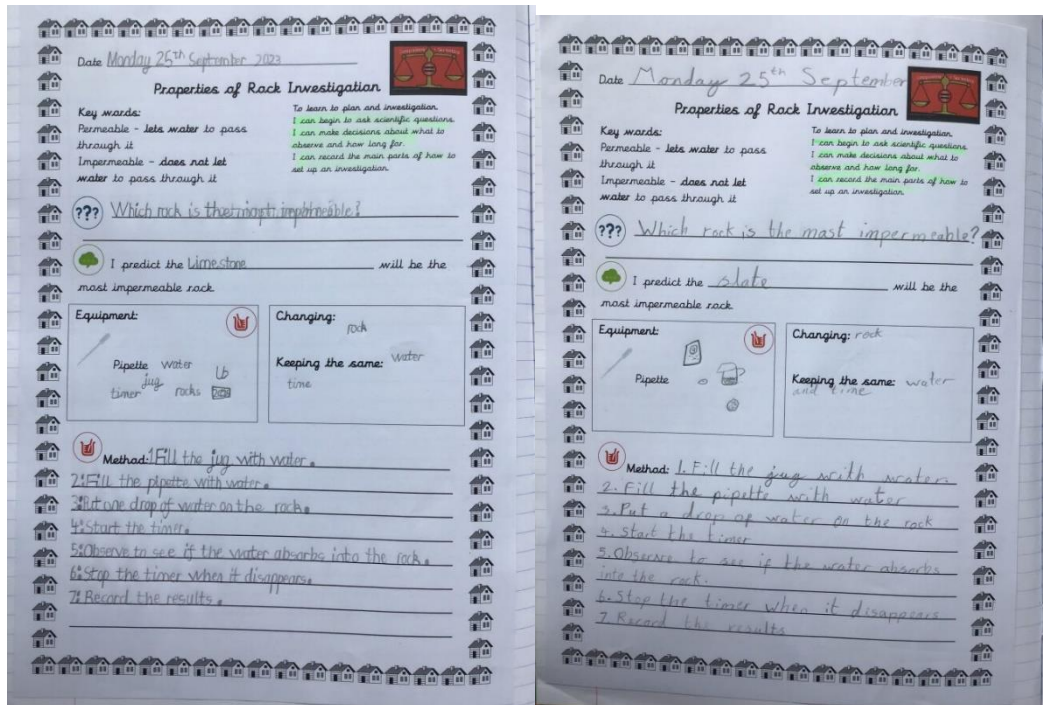 Date Monday 25th September 2023
Properties of Rock Investigation
Key words:
Permeable - lets water to pass
through it
Impermeable - does not let
water to pass through it
To learn to plan and investigation.
I can begin to ask scientific questions.
I can make decisions about what to
observe and how long for.
I can record the main parts of how to
set up an investigation.
??? Which rock is the
I predict the Limestone will be the
most impermeable rock
Equipment:
Pipette water
jug
timer rocks
Changing:
rock
Keeping the same: water
time
Method: 1 Fill the jug with water.
2: Fill the pipette with water.
3: Put one drop of water on the rock.
4: Start the timer.
5: Observe to see if the water absorbs into the rock.
6: Stop the timer when it disappears.
7: Record the results.
Date Monday 25th September
Properties of Rock Investigation
Key words:
Permeable - lets water to pass
through it
Impermeable - does not let
water to pass through it
To learn to plan and investigation.
I can begin to ask scientific questions.
I can make decisions about what to
observe and how long for.
I can record the main parts of how to
set up an investigation.
??? Which rock is the mast impermeable?
I predict the slate will be the
most impermeable rock
Equipment:
Pipette
Changing: rock
Keeping the same: water
and time
Method: 1. Fill the jug with water.
2. Fill the pipette with water
3. Put a drop of water on the rock
4. Start the timer
5. Observe to see if the water absorbs
into the rock.
6. Stop the timer when it disappears
7. Record the results